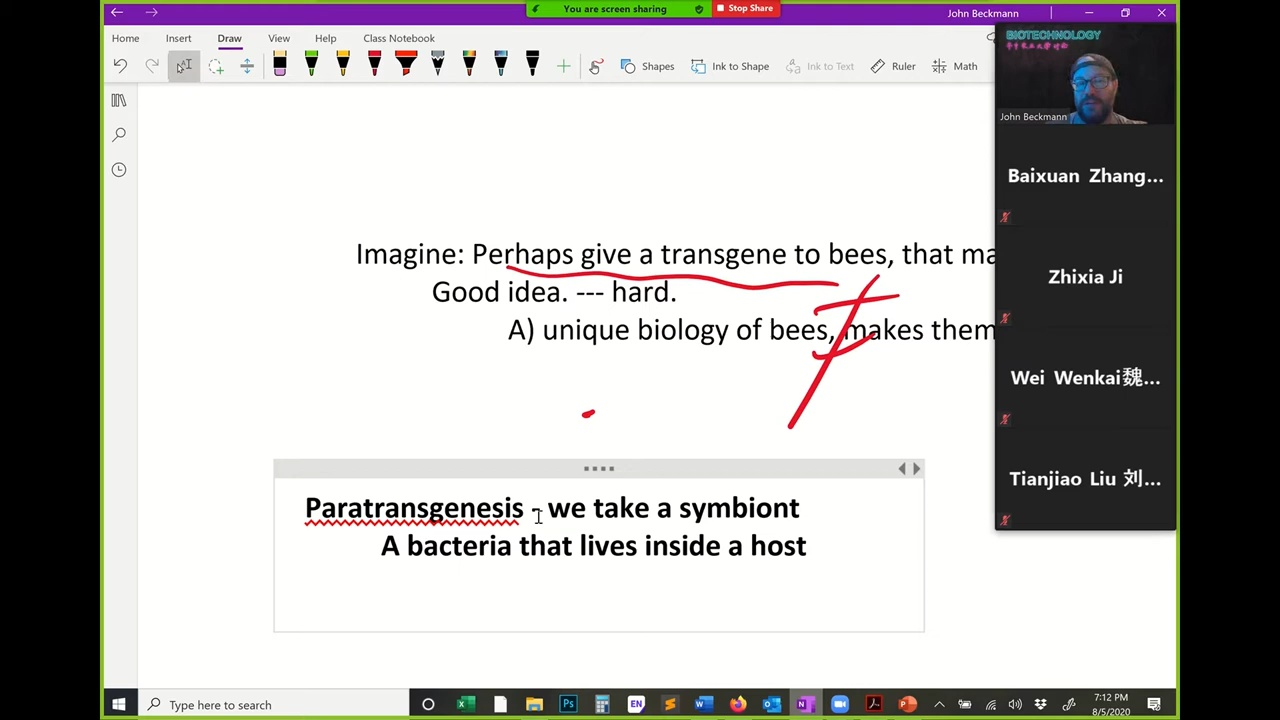 You are screen sharing
Stop Share
John Beckmann
Home Insert Draw View Help Class Notebook
Shapes Ink to Shape Ink to Text Ruler Math
BIOTECHNOLOGY
John Beckmann
Baixuan Zhang...
Zhixia Ji
Wei Wenkai魏...
Tianjiao Liu 刘...
Imagine: Perhaps give a transgene to bees, that ma
Good idea. --- hard.
A) unique biology of bees, makes them
Paratransgenesis - we take a symbiont
A bacteria that lives inside a host
Type here to search
EN
7:12 PM
8/5/2020